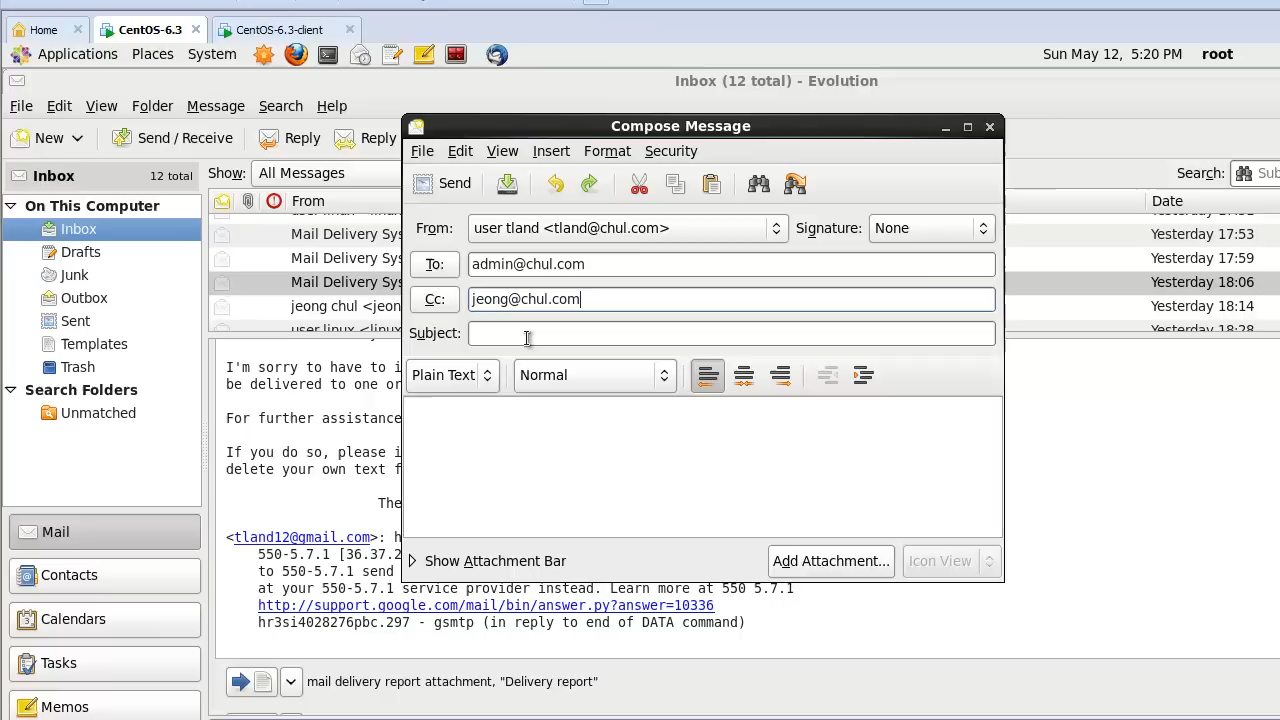 Home
CentOS-6.3
CentOS-6.3-client
Applications Places System
Sun May 12, 5:20 PM root
Inbox (12 total) - Evolution
File Edit View Folder Message Search Help
New Send / Receive Reply Reply
Inbox 12 total
Show: All Messages
Search: Sub
On This Computer
Inbox
Drafts
Junk
Outbox
Sent
Templates
Trash
Search Folders
Unmatched
Mail
Contacts
Calendars
Tasks
Memos
From Date
Mail Delivery Sys Yesterday 17:53
Mail Delivery Sys Yesterday 17:59
Mail Delivery Sys Yesterday 18:06
jeong chul <jeon Yesterday 18:14
user linux <linux Yesterday 18:28
Compose Message
File Edit View Insert Format Security
Send
From: user tland <tland@chul.com> Signature: None
To: admin@chul.com
Cc: jeong@chul.com
Subject:
Plain Text Normal
Show Attachment Bar Add Attachment... Icon View
I'm sorry to have to i
be delivered to one or
For further assistance
If you do so, please i
delete your own text f
The
<tland12@gmail.com>: h
550-5.7.1 [36.37.2
to 550-5.7.1 send
at your 550-5.7.1 service provider instead. Learn more at 550 5.7.1
http://support.google.com/mail/bin/answer.py?answer=10336
hr3si4028276pbc.297 - gsmtp (in reply to end of DATA command)
mail delivery report attachment, "Delivery report"